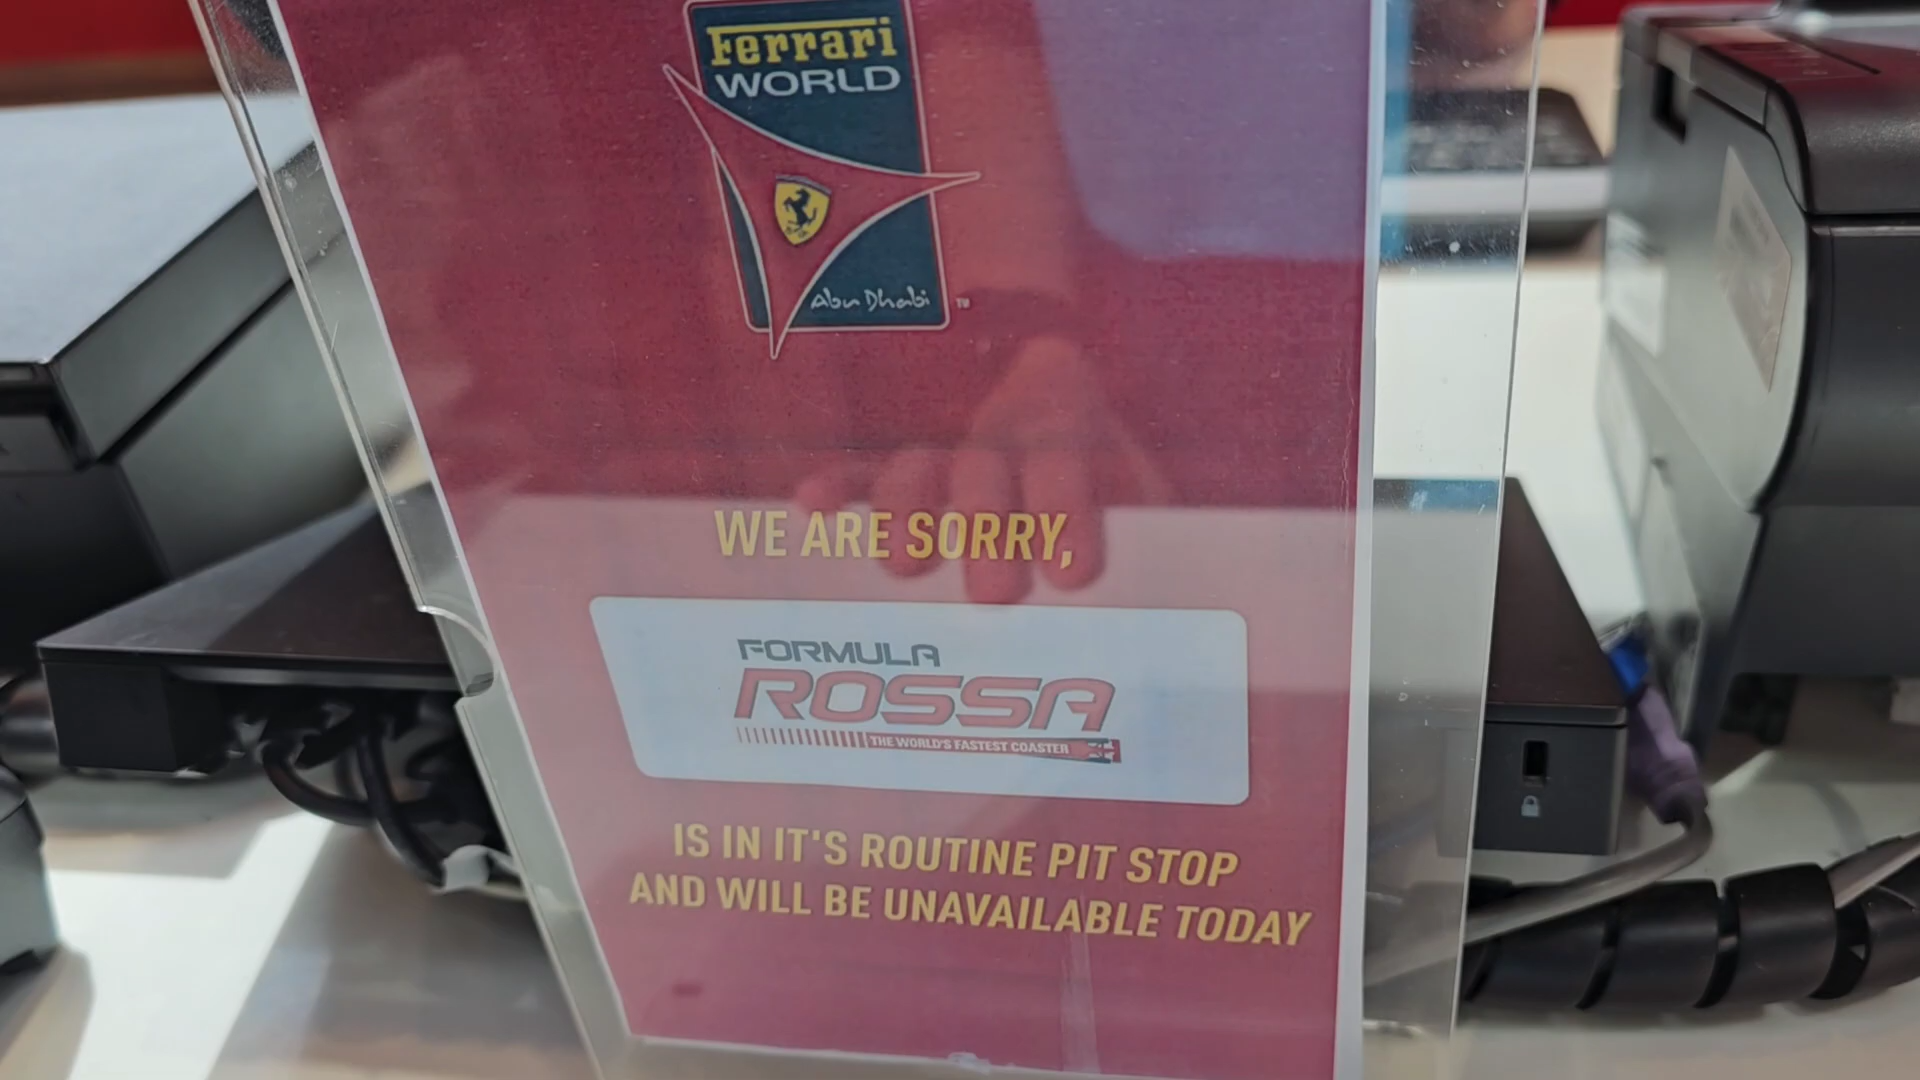 Ferrari
WORLD
Abu Dhabi TM
WE ARE SORRY,
FORMULA
ROSSA
THE WORLD'S FASTEST COASTER
IS IN IT'S ROUTINE PIT STOP
AND WILL BE UNAVAILABLE TODAY